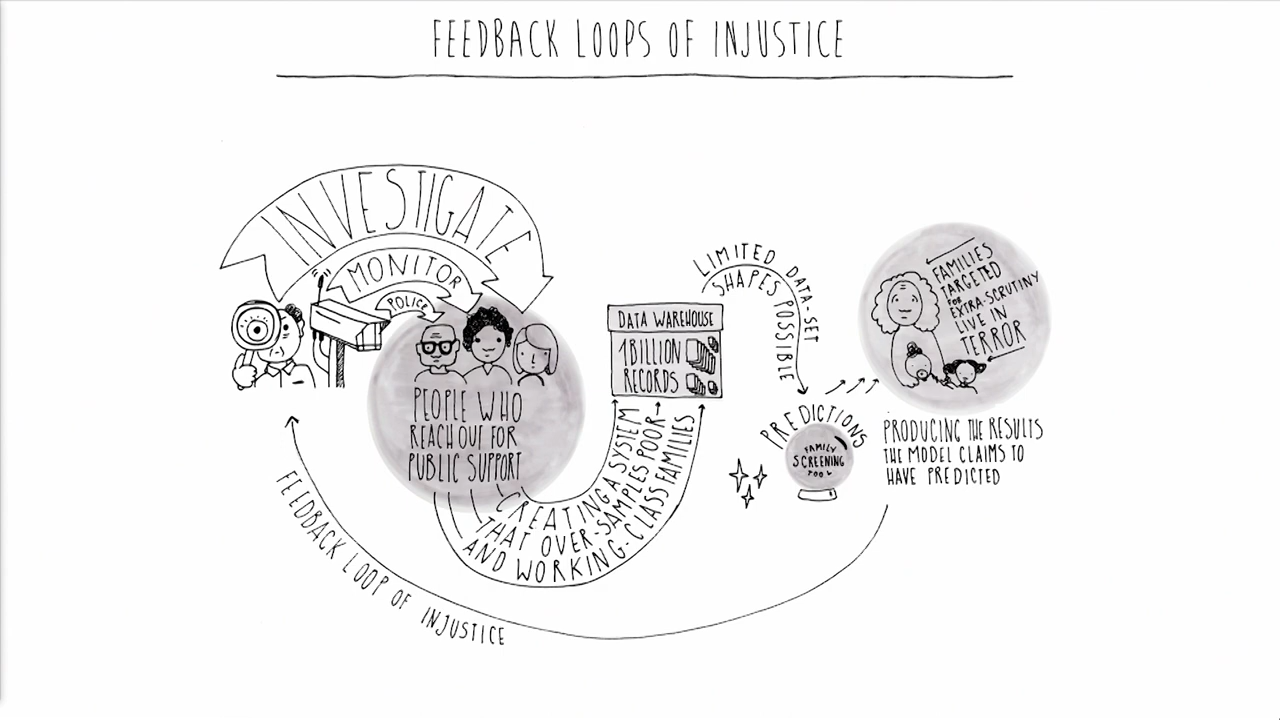 FEEDBACK LOOPS OF INJUSTICE
INVESTIGATE
MONITOR
POLICE
PEOPLE WHO
REACH OUT FOR
PUBLIC SUPPORT
CREATING A SYSTEM
THAT OVER-SAMPLES POOR
AND WORKING-CLASS FAMILIES
DATA WAREHOUSE
1 BILLION
RECORDS
LIMITED DATA-SET
SHAPES POSSIBLE
PREDICTIONS
FAMILY
SCREENING
TOOL
FAMILIES
TARGETED
FOR
EXTRA-SCRUTINY
LIVE IN
TERROR
PRODUCING THE RESULTS
THE MODEL CLAIMS TO
HAVE PREDICTED
FEEDBACK LOOP OF INJUSTICE